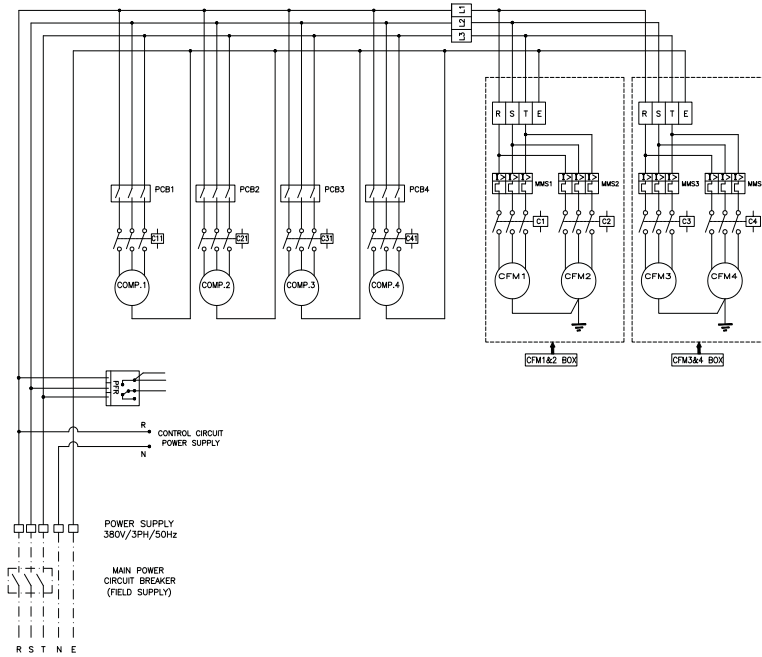 L1
L2
L3
R S T E
R S T E
PCB1
PCB2
PCB3
PCB4
MMS1
MMS2
MMS3
MMS
C11
C21
C31
C41
C1
C2
C3
C4
COMP.1
COMP.2
COMP.3
COMP.4
CFM1
CFM2
CFM3
CFM4
CFM1&2 BOX
CFM3&4 BOX
PFR
R
N
CONTROL CIRCUIT
POWER SUPPLY
POWER SUPPLY
380V/3PH/50Hz
MAIN POWER
CIRCUIT BREAKER
(FIELD SUPPLY)
R S T N E